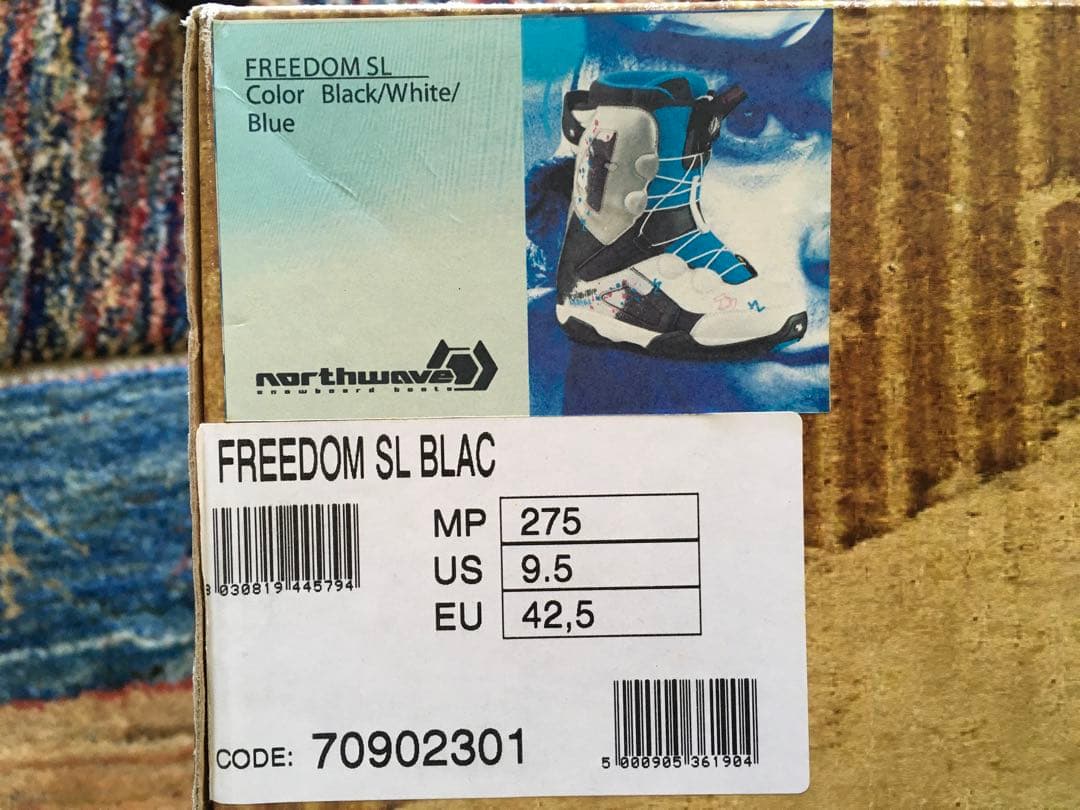 FREEDOM SL
Color Black/White/
Blue
northwave
snowboard boots
FREEDOM SL BLAC
MP 275
US 9.5
EU 42,5
8 030819 445794
CODE: 70902301
5 000905 361904